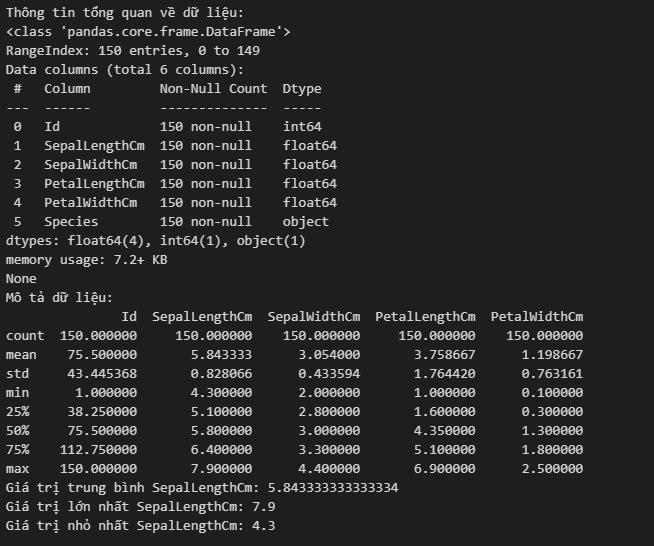 Thông tin tổng quan về dữ liệu:
<class 'pandas.core.frame.DataFrame'>
RangeIndex: 150 entries, 0 to 149
Data columns (total 6 columns):
 #   Column         Non-Null Count  Dtype
---  ------         --------------  -----
 0   Id             150 non-null    int64
 1   SepalLengthCm  150 non-null    float64
 2   SepalWidthCm   150 non-null    float64
 3   PetalLengthCm  150 non-null    float64
 4   PetalWidthCm   150 non-null    float64
 5   Species        150 non-null    object
dtypes: float64(4), int64(1), object(1)
memory usage: 7.2+ KB
None
Mô tả dữ liệu:
               Id  SepalLengthCm  SepalWidthCm  PetalLengthCm  PetalWidthCm
count  150.000000     150.000000    150.000000     150.000000    150.000000
mean    75.500000       5.843333      3.054000       3.758667      1.198667
std     43.445368       0.828066      0.433594       1.764420      0.763161
min      1.000000       4.300000      2.000000       1.000000      0.100000
25%     38.250000       5.100000      2.800000       1.600000      0.300000
50%     75.500000       5.800000      3.000000       4.350000      1.300000
75%    112.750000       6.400000      3.300000       5.100000      1.800000
max    150.000000       7.900000      4.400000       6.900000      2.500000
Giá trị trung bình SepalLengthCm: 5.843333333333334
Giá trị lớn nhất SepalLengthCm: 7.9
Giá trị nhỏ nhất SepalLengthCm: 4.3